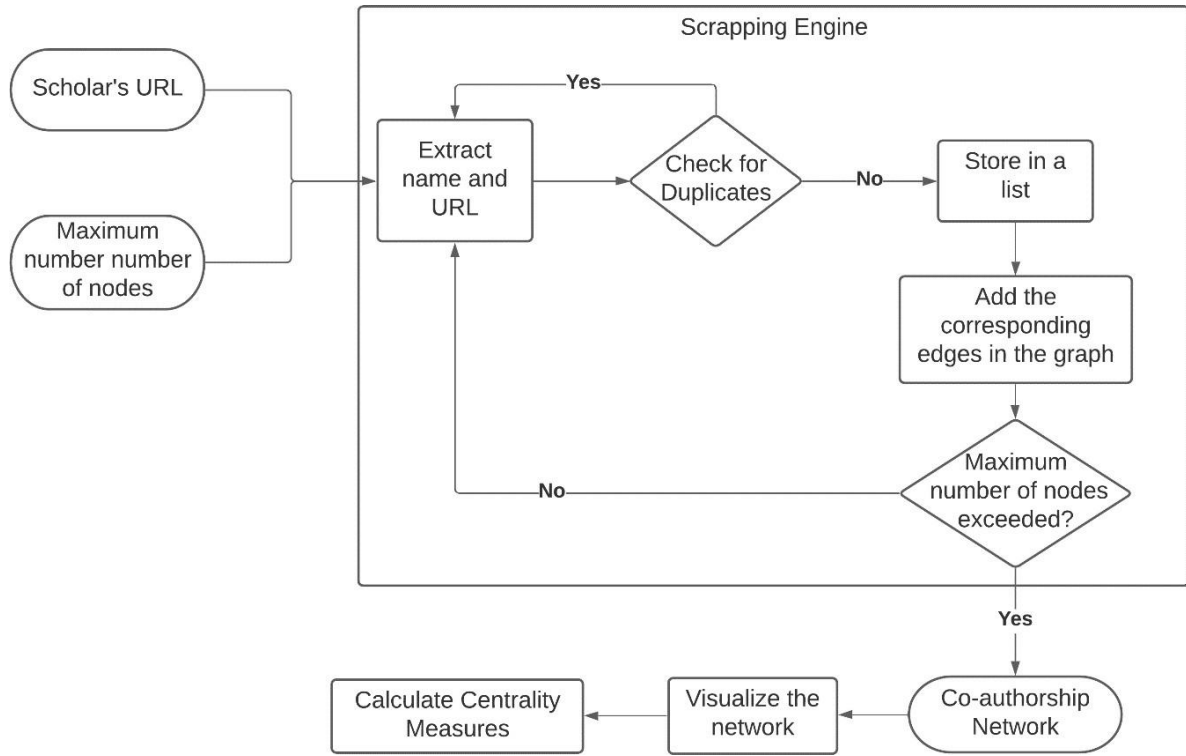 Scrapping Engine
Scholar's URL
Maximum
number number
of nodes
Yes
Extract
name and
URL
Check for
Duplicates
No
Store in a
list
Add the
corresponding
edges in the graph
Maximum
number of nodes
exceeded?
No
Yes
Co-authorship
Network
Visualize the
network
Calculate Centrality
Measures